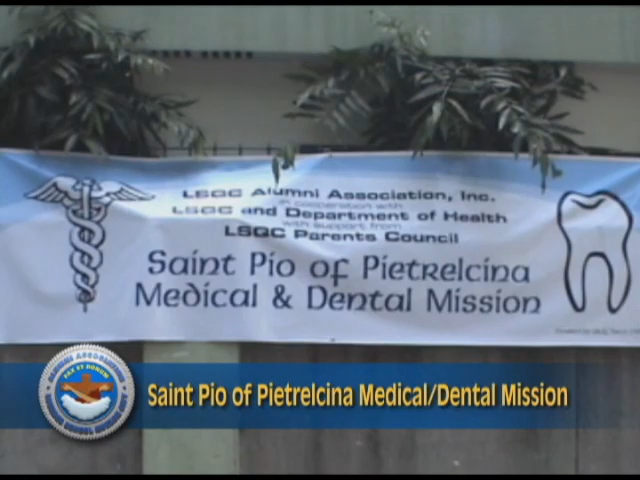 LSQC Alumni Association, Inc.
in cooperation with
LSQC and Department of Health
with support from
LSQC Parents Council
Saint Pio of Pietrelcina
Medical & Dental Mission
PAX ET BONUM
Saint Pio of Pietrelcina Medical/Dental Mission